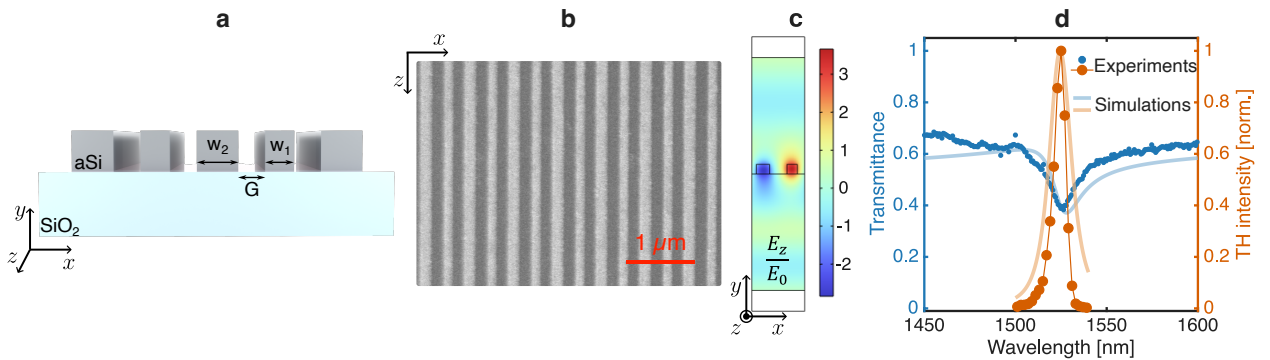 a
aSi
w2
w1
G
SiO2
y
z
x
b
x
z
1 μm
c
3
2
1
0
-1
-2
Ez
E0
y
z
x
d
1
0.8
0.6
0.4
0.2
0
Transmittance
Experiments
Simulations
1
0.8
0.6
0.4
0.2
0
TH intensity [norm.]
1450
1500
1550
1600
Wavelength [nm]